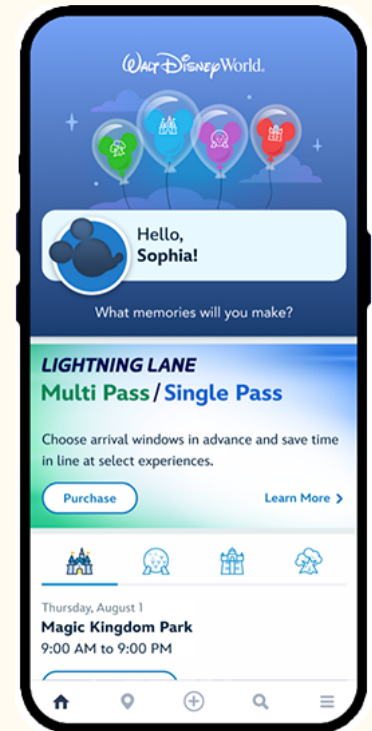 Walt Disney World.
Hello,
Sophia!
What memories will you make?
LIGHTNING LANE
Multi Pass / Single Pass
Choose arrival windows in advance and save time
in line at select experiences.
Purchase
Learn More
Thursday, August 1
Magic Kingdom Park
9:00 AM to 9:00 PM